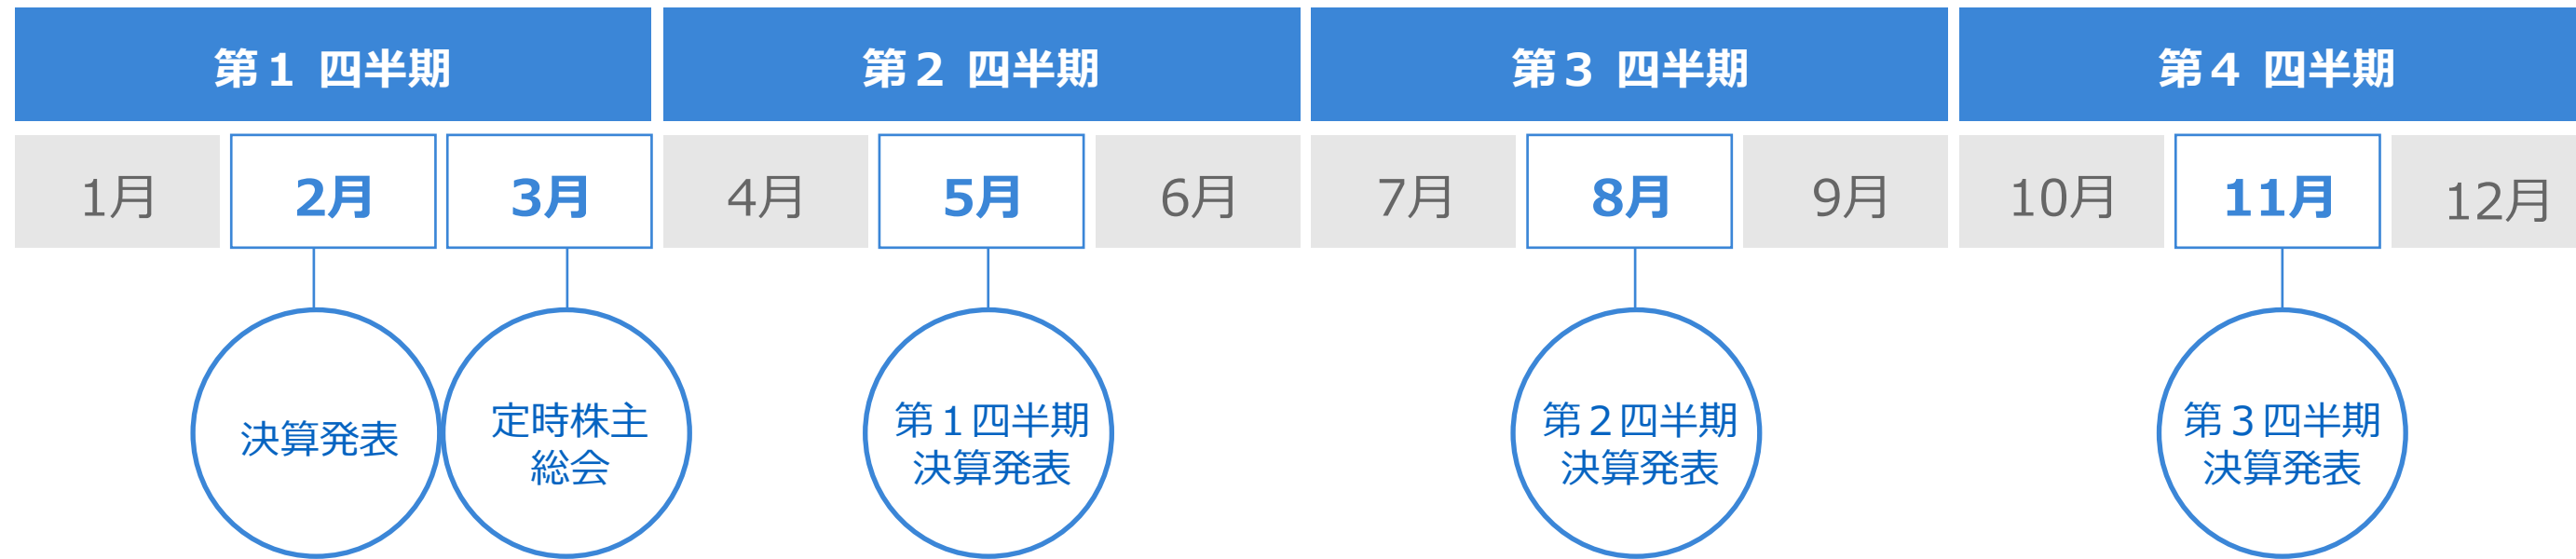 第１ 四半期
第２ 四半期
第３ 四半期
第４ 四半期
1月
2月
3月
4月
5月
6月
7月
8月
9月
10月
11月
12月
決算発表
定時株主
総会
第１四半期
決算発表
第２四半期
決算発表
第３四半期
決算発表